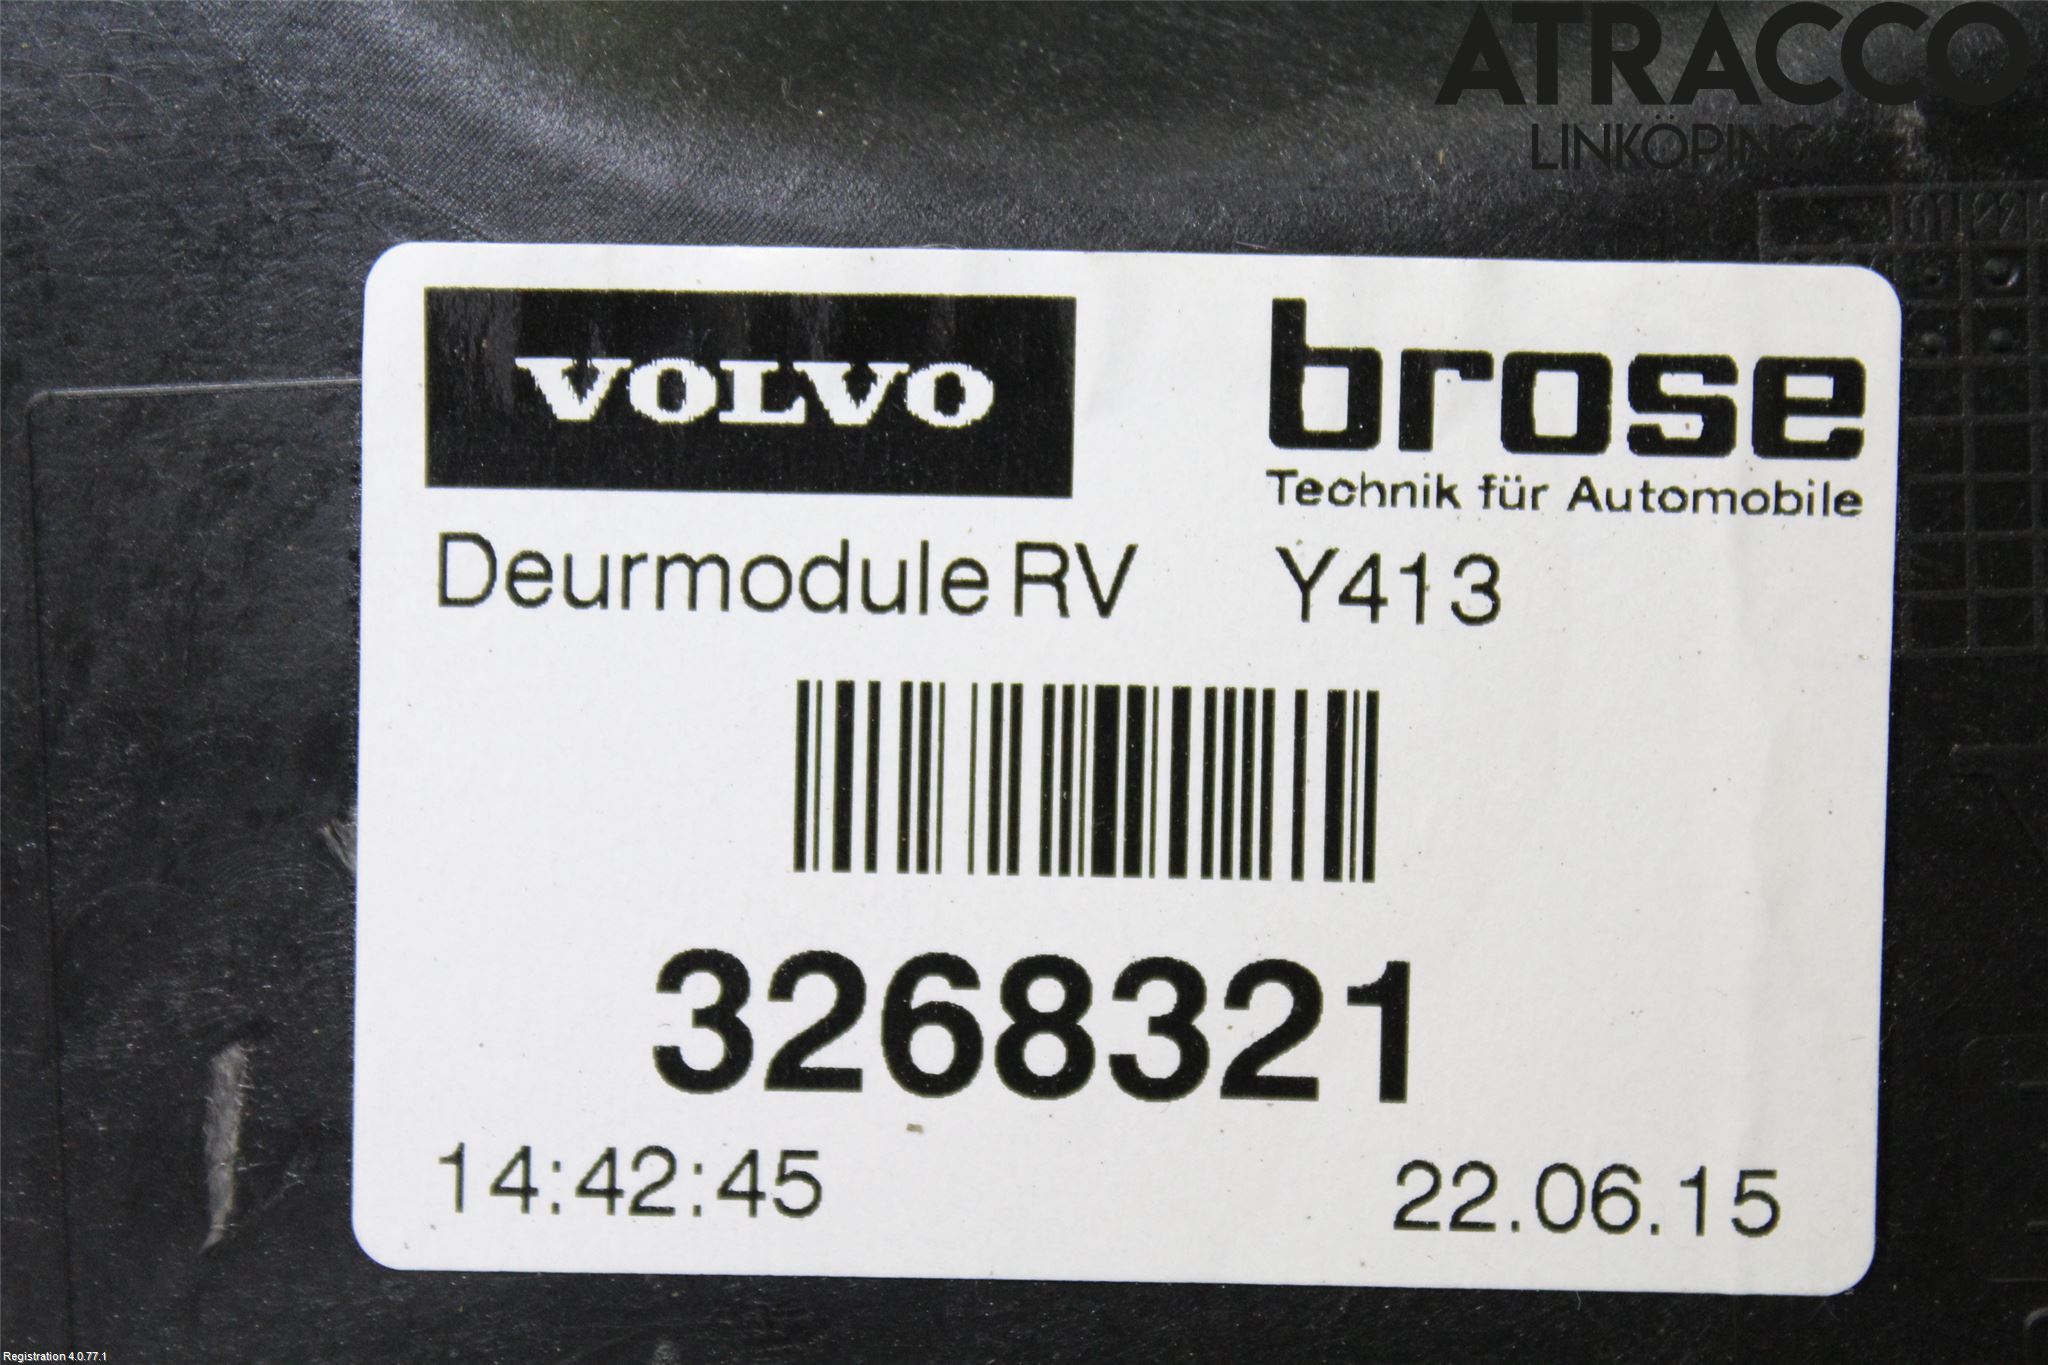 ATRACCO
LINKÖPING
VOLVO
brose
Technik für Automobile
Deurmodule RV Y413
3268321
14:42:45 22.06.15
Registration 4.0.77.1